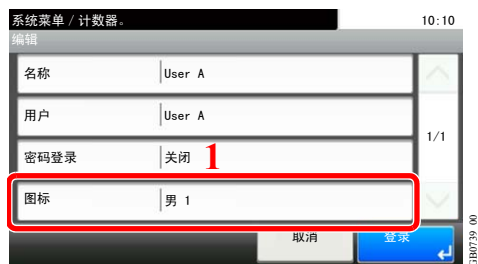 系统菜单 / 计数器。 10:10
编辑
名称 User A
用户 User A
1/1
密码登录 关闭 1
图标 男 1
取消 登录
GB0739_00